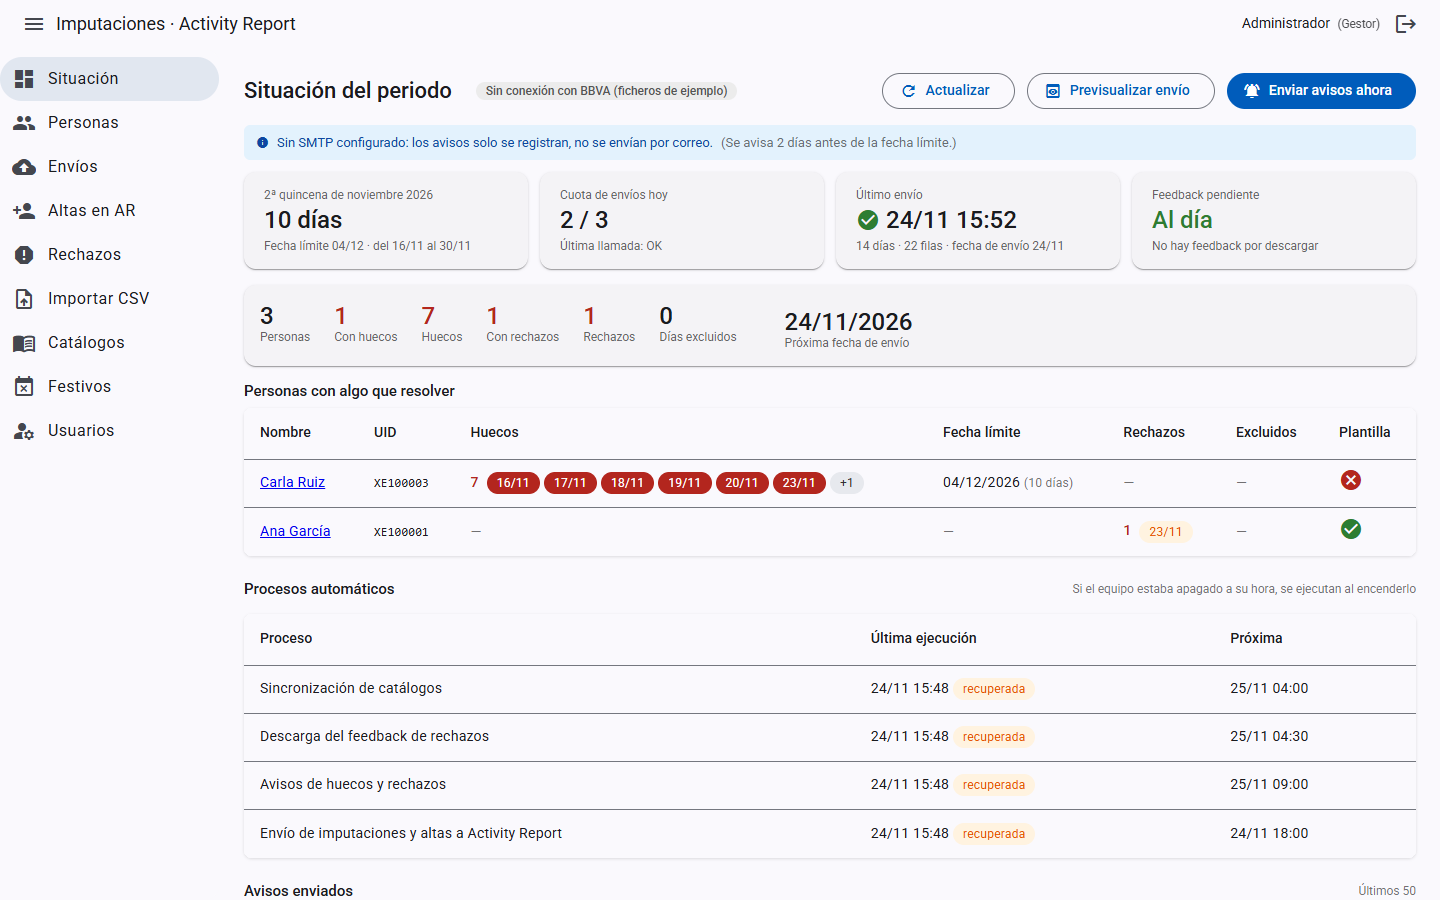 Imputaciones · Activity Report
Administrador (Gestor)
Situación
Personas
Envíos
Altas en AR
Rechazos
Importar CSV
Catálogos
Festivos
Usuarios
Situación del periodo
Sin conexión con BBVA (ficheros de ejemplo)
Actualizar
Previsualizar envío
Enviar avisos ahora
Sin SMTP configurado: los avisos solo se registran, no se envían por correo. (Se avisa 2 días antes de la fecha límite.)
2ª quincena de noviembre 2026
10 días
Fecha límite 04/12 · del 16/11 al 30/11
Cuota de envíos hoy
2 / 3
Última llamada: OK
Último envío
24/11 15:52
14 días · 22 filas · fecha de envío 24/11
Feedback pendiente
Al día
No hay feedback por descargar
3
Personas
1
Con huecos
7
Huecos
1
Con rechazos
1
Rechazos
0
Días excluidos
24/11/2026
Próxima fecha de envío
Personas con algo que resolver
Nombre UID Huecos Fecha límite Rechazos Excluidos Plantilla
Carla Ruiz XE100003 7 16/11 17/11 18/11 19/11 20/11 23/11 +1 04/12/2026 (10 días) — —
Ana García XE100001 — — 1 23/11 —
Procesos automáticos
Si el equipo estaba apagado a su hora, se ejecutan al encenderlo
Proceso Última ejecución Próxima
Sincronización de catálogos 24/11 15:48 recuperada 25/11 04:00
Descarga del feedback de rechazos 24/11 15:48 recuperada 25/11 04:30
Avisos de huecos y rechazos 24/11 15:48 recuperada 25/11 09:00
Envío de imputaciones y altas a Activity Report 24/11 15:48 recuperada 24/11 18:00
Avisos enviados
Últimos 50